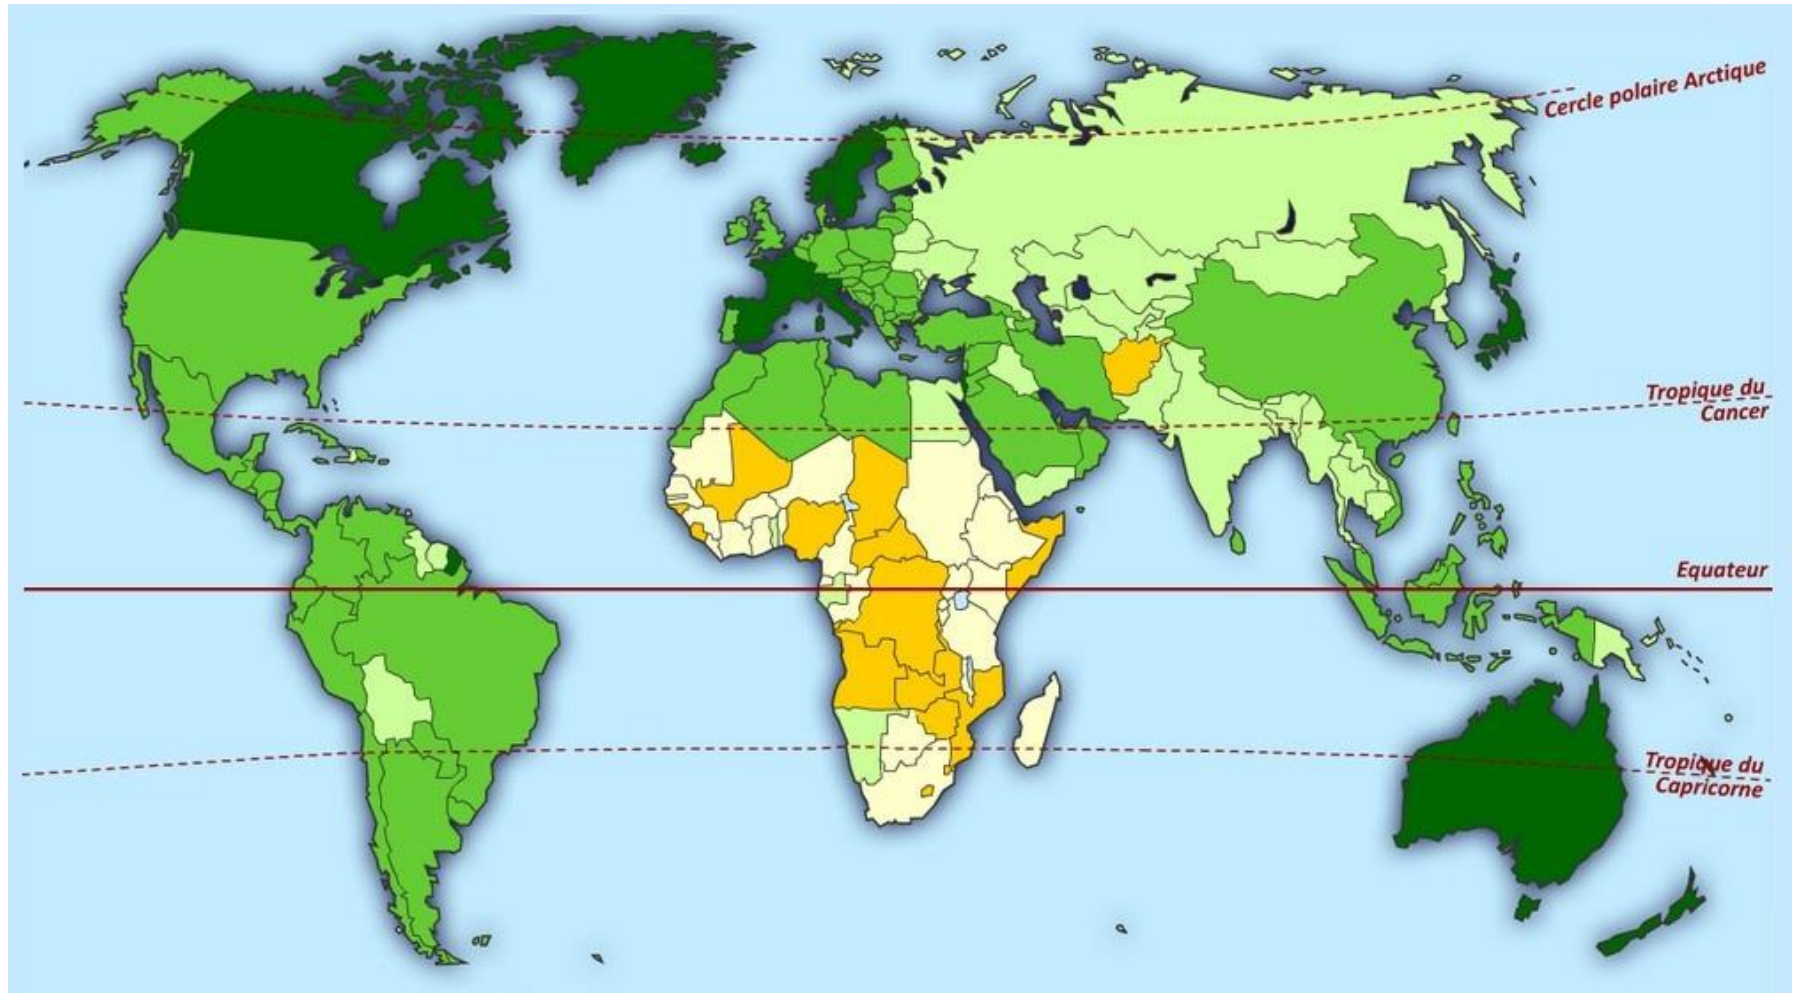 Cercle polaire Arctique
Tropique du
Cancer
Equateur
Tropique du
Capricorne